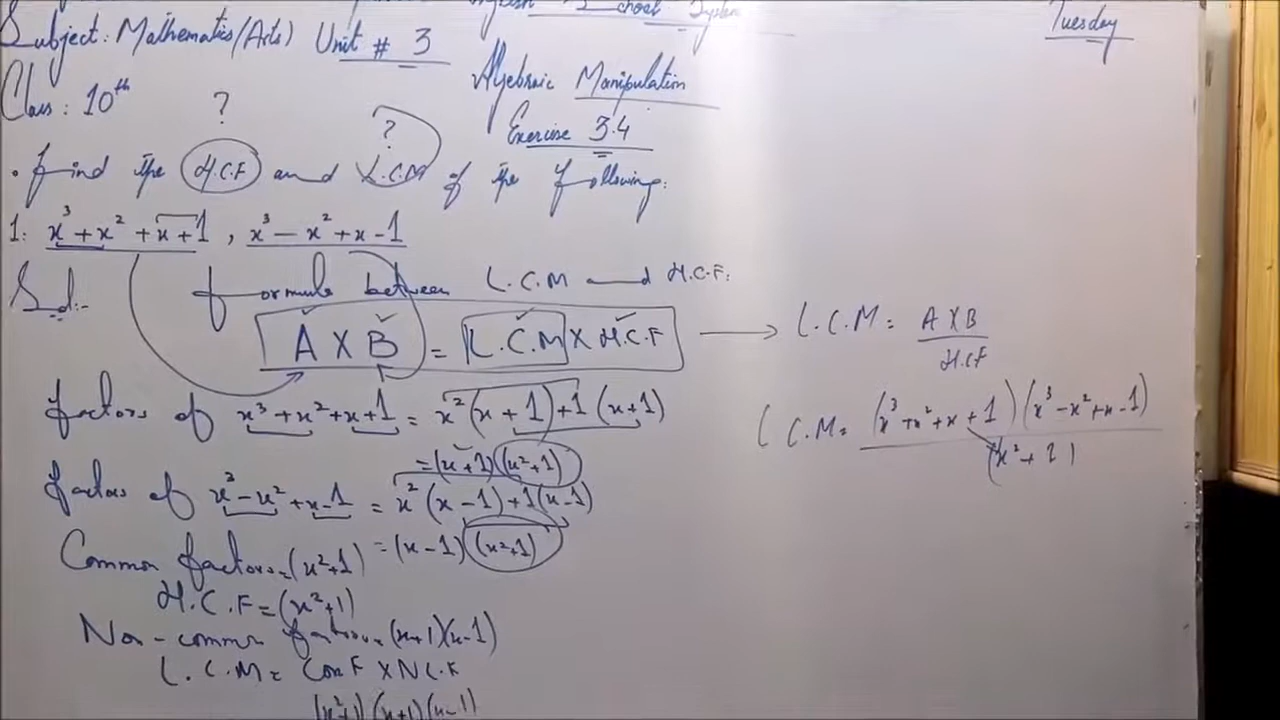 English School System
Tuesday
Subject: Mathematics/(Arts) Unit # 3
Class: 10th
Algebraic Manipulation
Exercise 3.4
?
?
• Find the H.C.F and L.C.M of the following:
1: x³ + x² + x + 1 , x³ - x² + x - 1
Sol:-
Formula between L.C.M and H.C.F:
A X B = L.C.M X H.C.F
L.C.M = A X B / H.C.F
factors of x³ + x² + x + 1 = x²(x + 1) + 1(x + 1)
= (x + 1)(x² + 1)
L.C.M = (x³ + x² + x + 1)(x³ - x² + x - 1) / (x² + 1)
factors of x³ - x² + x - 1 = x²(x - 1) + 1(x - 1)
= (x - 1)(x² + 1)
Common factors = (x² + 1)
H.C.F = (x² + 1)
Non-common factors = (x + 1)(x - 1)
L.C.M = Com F X N C.F
(x² + 1)(x + 1)(x - 1)